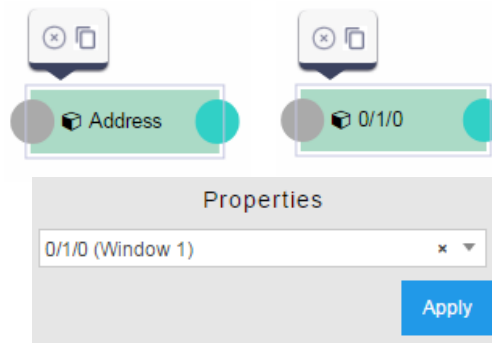 Address
0/1/0
Properties
0/1/0 (Window 1)
Apply